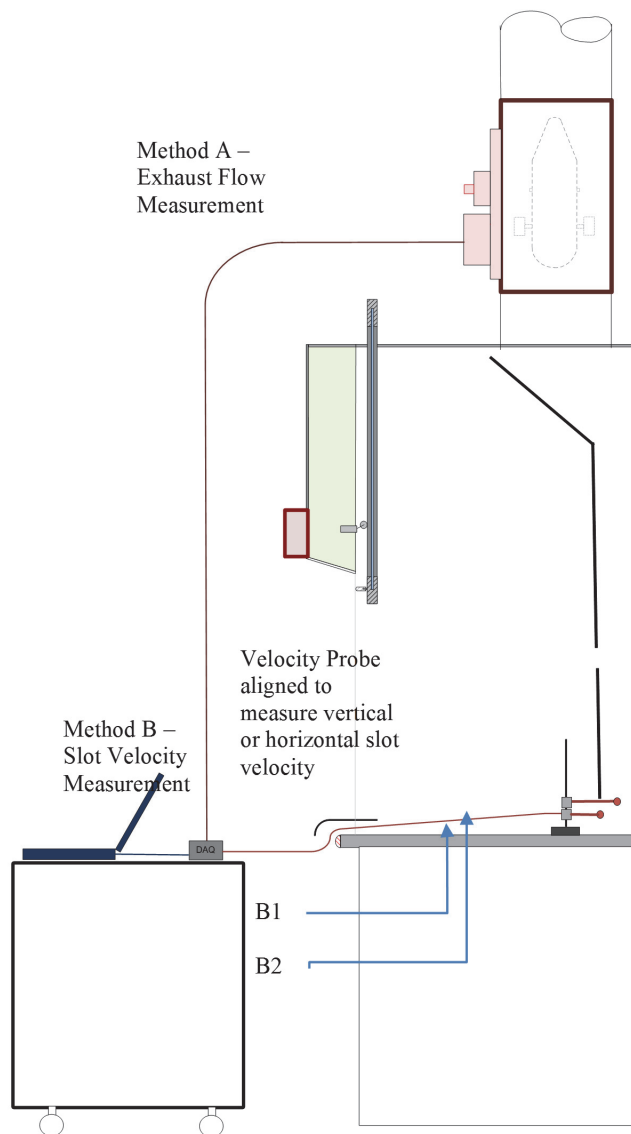 Method A –
Exhaust Flow
Measurement
Velocity Probe
aligned to
measure vertical
or horizontal slot
velocity
Method B –
Slot Velocity
Measurement
DAQ
B1
B2